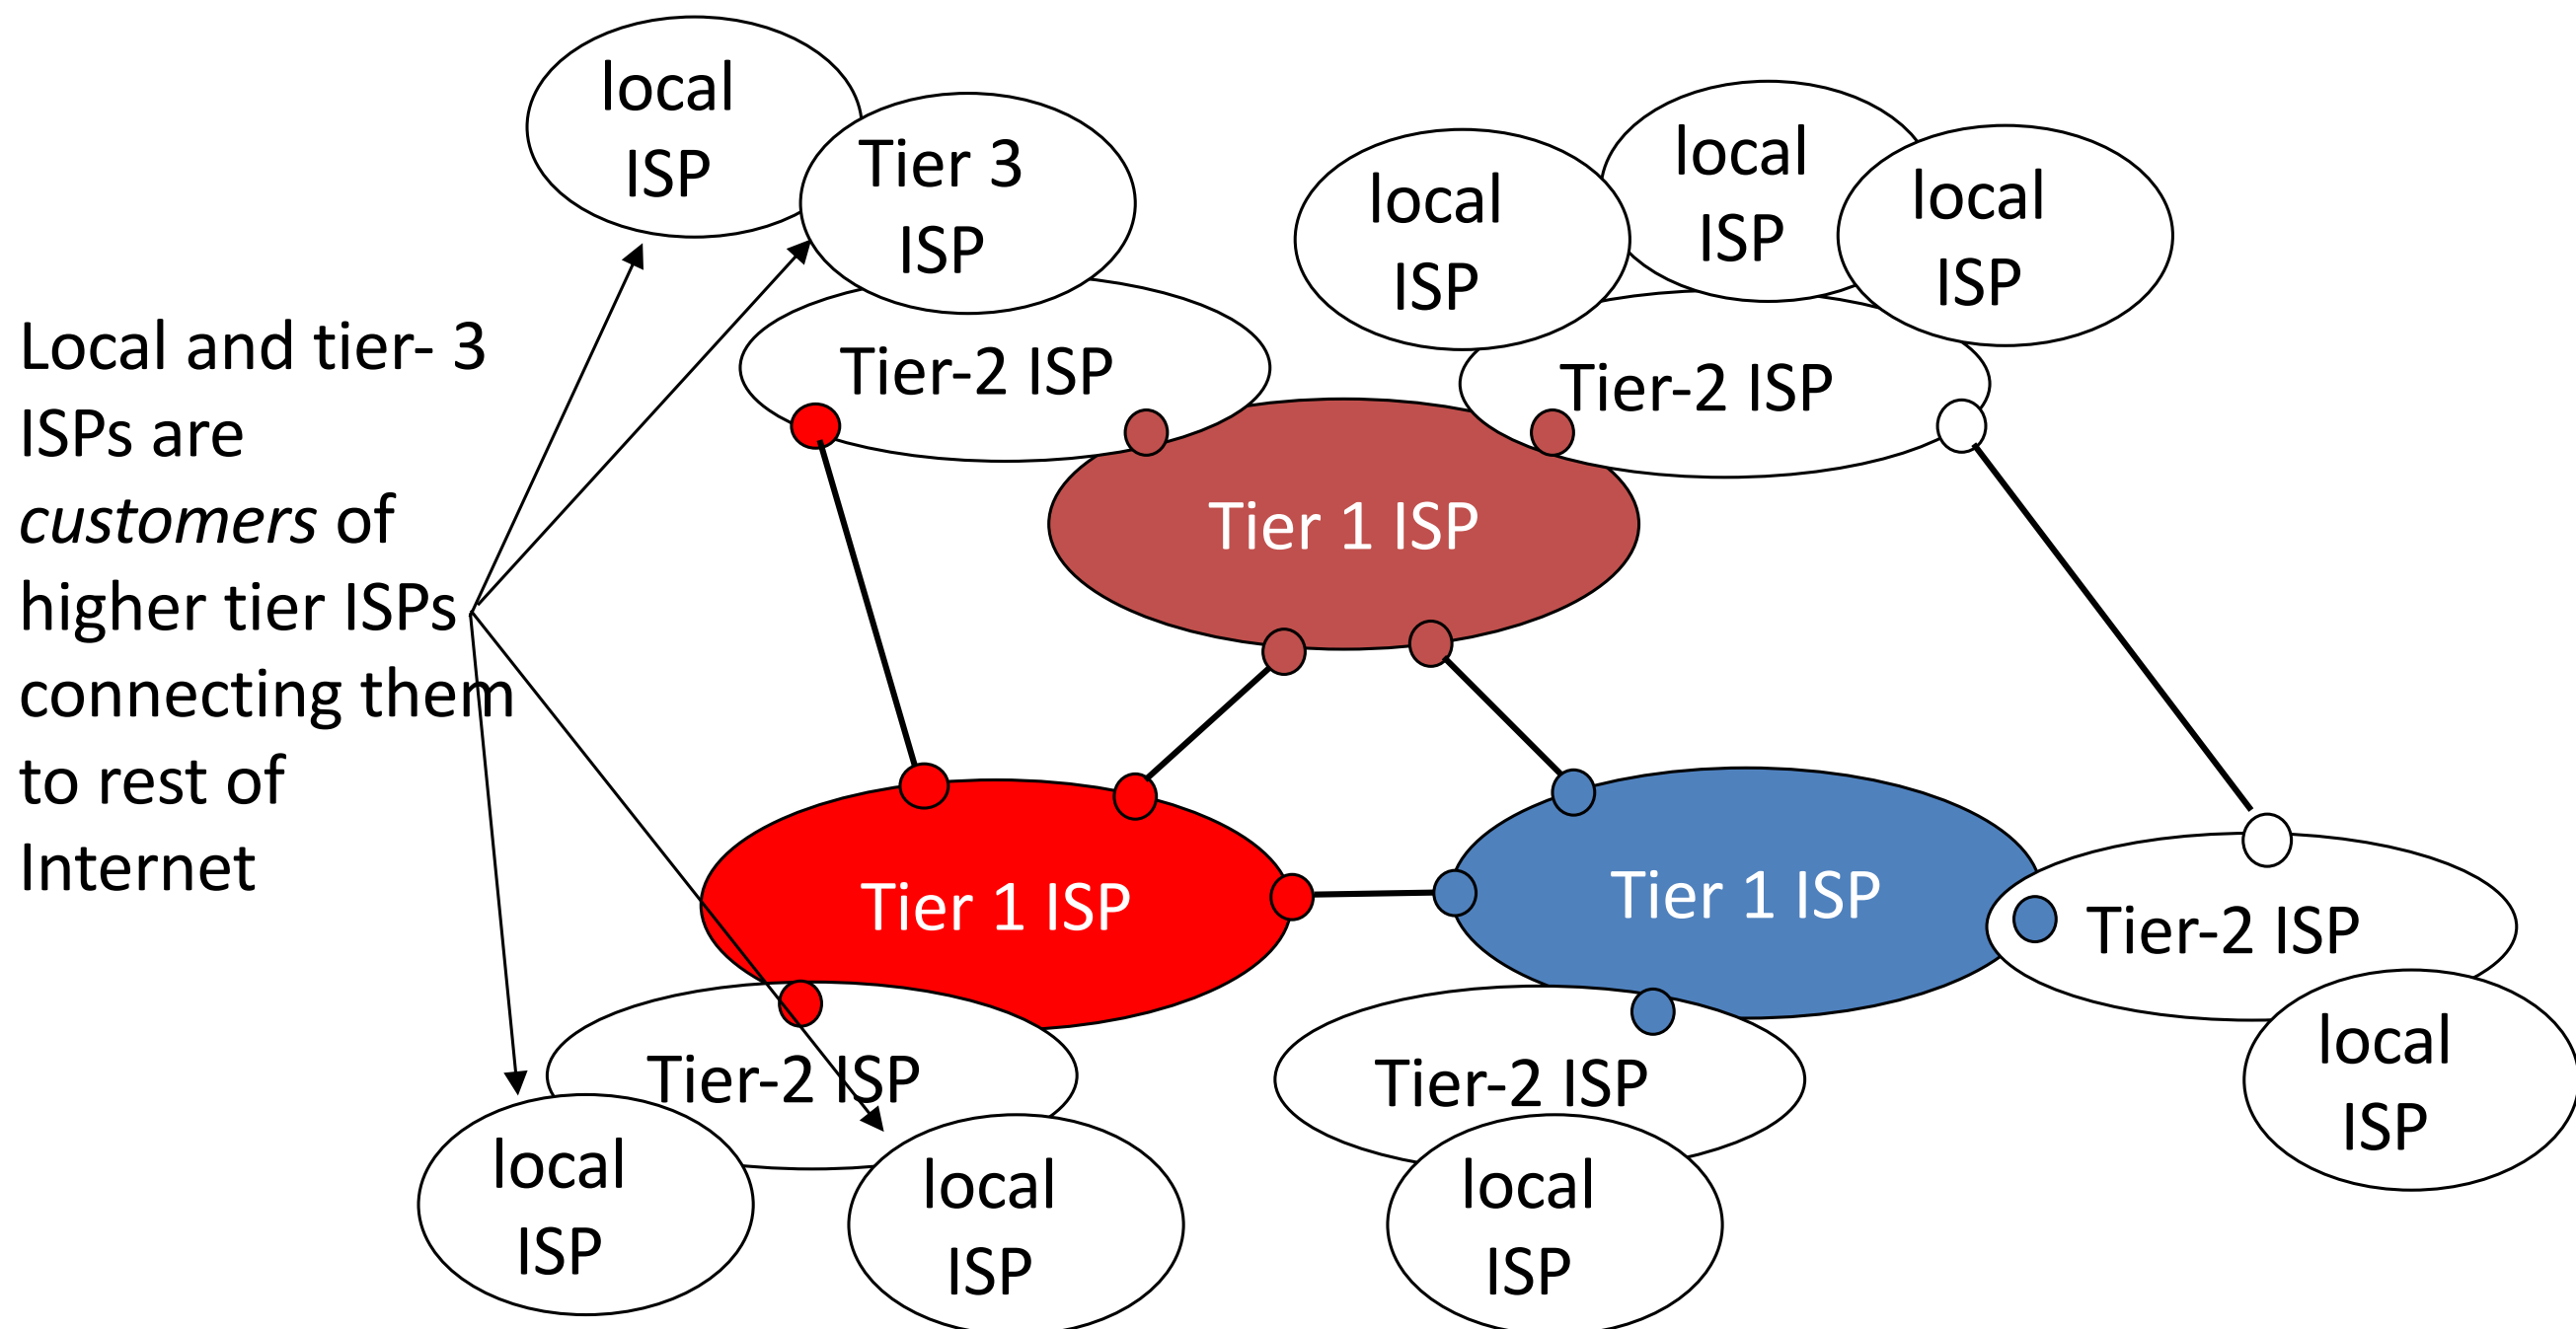 local
ISP
Tier 3
ISP
local
ISP
local
ISP
local
ISP
Local and tier- 3
ISPs are
customers of
higher tier ISPs
connecting them
to rest of
Internet
Tier-2 ISP
Tier-2 ISP
Tier 1 ISP
Tier 1 ISP
Tier 1 ISP
Tier-2 ISP
Tier-2 ISP
Tier-2 ISP
local
ISP
local
ISP
local
ISP
local
ISP